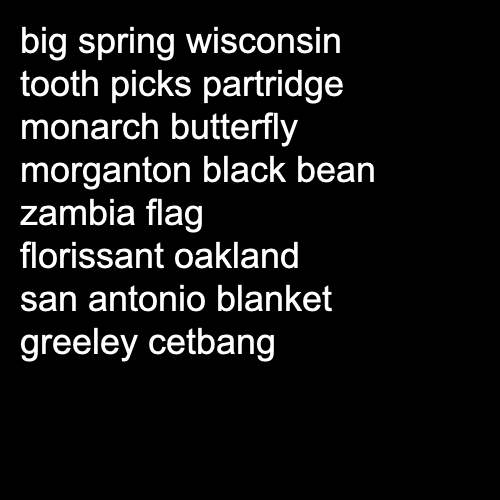 big spring wisconsin
tooth picks partridge
monarch butterfly
morganton black bean
zambia flag
florissant oakland
san antonio blanket
greeley cetbang